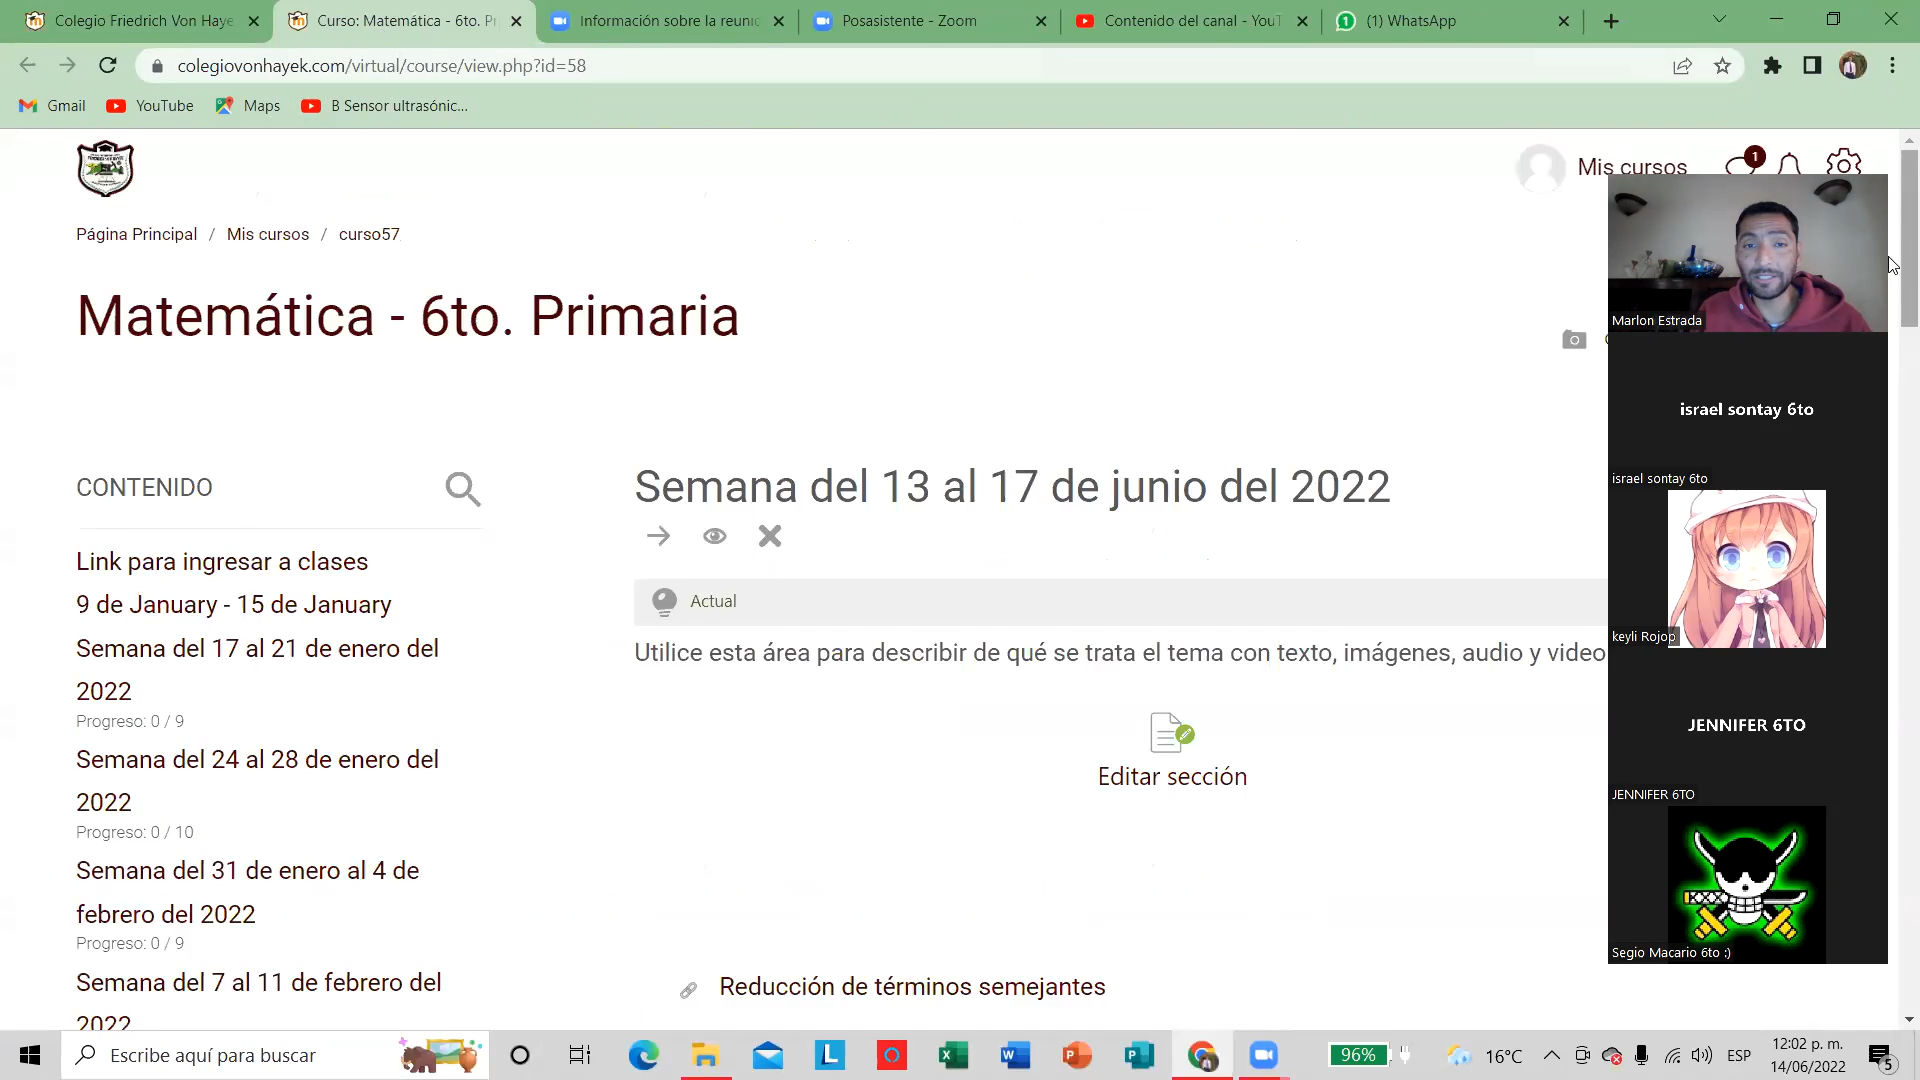 Colegio Friedrich Von Haye
Curso: Matemática - 6to. Pr
Información sobre la reunic
Posasistente - Zoom
Contenido del canal - YouT
(1) WhatsApp
colegiovonhayek.com/virtual/course/view.php?id=58
Gmail
YouTube
Maps
B Sensor ultrasónic...
Mis cursos
1
Página Principal / Mis cursos / curso57
Matemática - 6to. Primaria
Marlon Estrada
israel sontay 6to
israel sontay 6to
keyli Rojop
JENNIFER 6TO
JENNIFER 6TO
Segio Macario 6to :)
CONTENIDO
Link para ingresar a clases
9 de January - 15 de January
Semana del 17 al 21 de enero del
2022
Progreso: 0 / 9
Semana del 24 al 28 de enero del
2022
Progreso: 0 / 10
Semana del 31 de enero al 4 de
febrero del 2022
Progreso: 0 / 9
Semana del 7 al 11 de febrero del
2022
Semana del 13 al 17 de junio del 2022
Actual
Utilice esta área para describir de qué se trata el tema con texto, imágenes, audio y video
Editar sección
Reducción de términos semejantes
Escribe aquí para buscar
96%
16°C
ESP
12:02 p. m.
14/06/2022
5